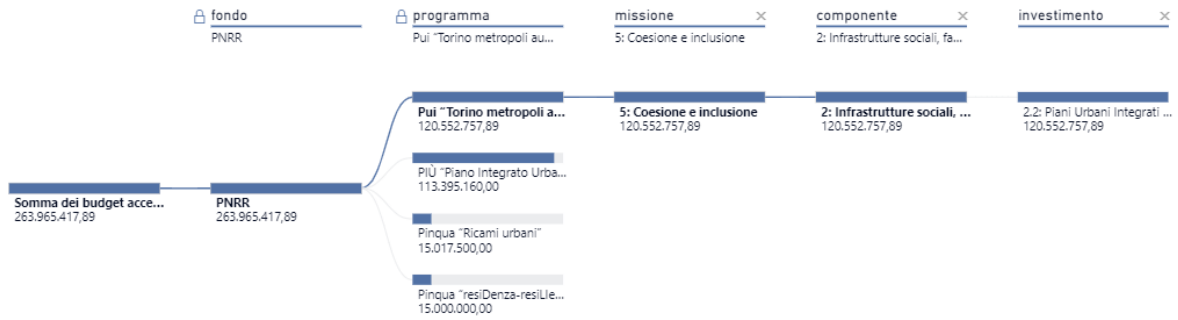 fondo
PNRR
programma
Pui “Torino metropoli au...
missione
5: Coesione e inclusione
componente
2: Infrastrutture sociali, fa...
investimento
Somma dei budget acce...
263.965.417,89
PNRR
263.965.417,89
Pui “Torino metropoli a...
120.552.757,89
PIÙ “Piano Integrato Urba...
113.395.160,00
Pinqua “Ricami urbani”
15.017.500,00
Pinqua “resiDenza-resiLIe...
15.000.000,00
5: Coesione e inclusione
120.552.757,89
2: Infrastrutture sociali, ...
120.552.757,89
2.2: Piani Urbani Integrati ...
120.552.757,89